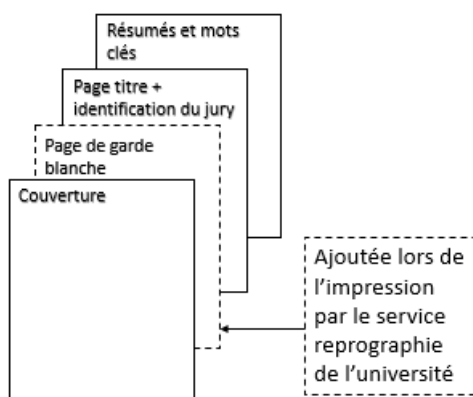 Résumés et mots
clés
Page titre +
identification du jury
Page de garde
blanche
Couverture
Ajoutée lors de
l’impression
par le service
reprographie
de l’université